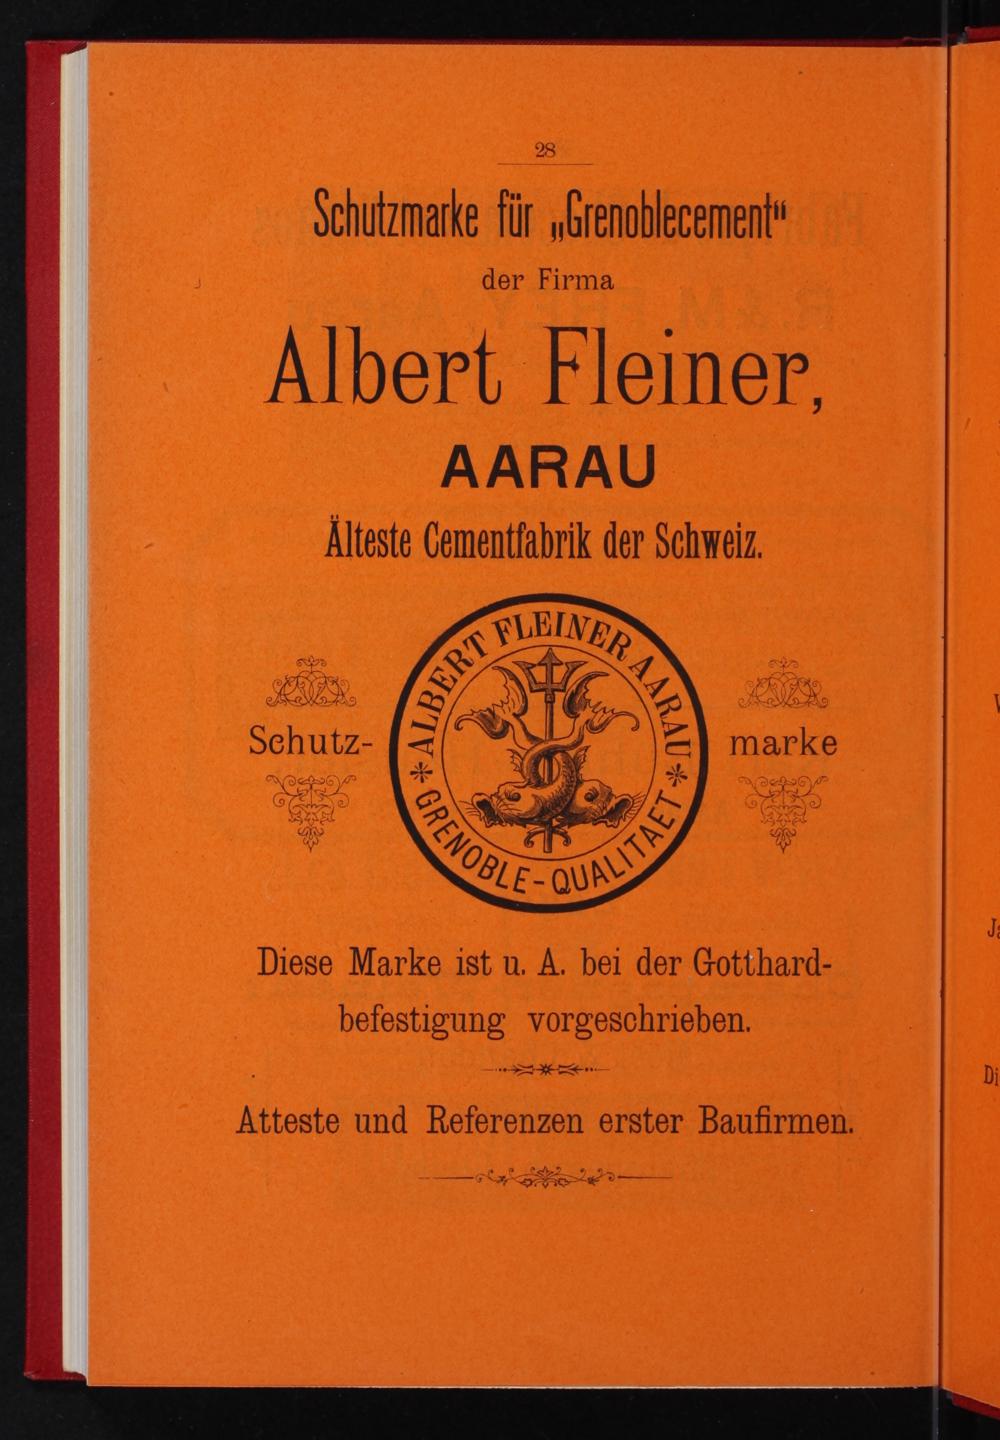 28
Schutzmarke für „Grenoblecement“
der Firma
Albert Fleiner,
AARAU
Älteste Cementfabrik der Schweiz.
* ALBERT FLEINER AARAU *
GRENOBLE-QUALITAET
Schutz- marke
Diese Marke ist u. A. bei der Gotthard-
befestigung vorgeschrieben.
Atteste und Referenzen erster Baufirmen.